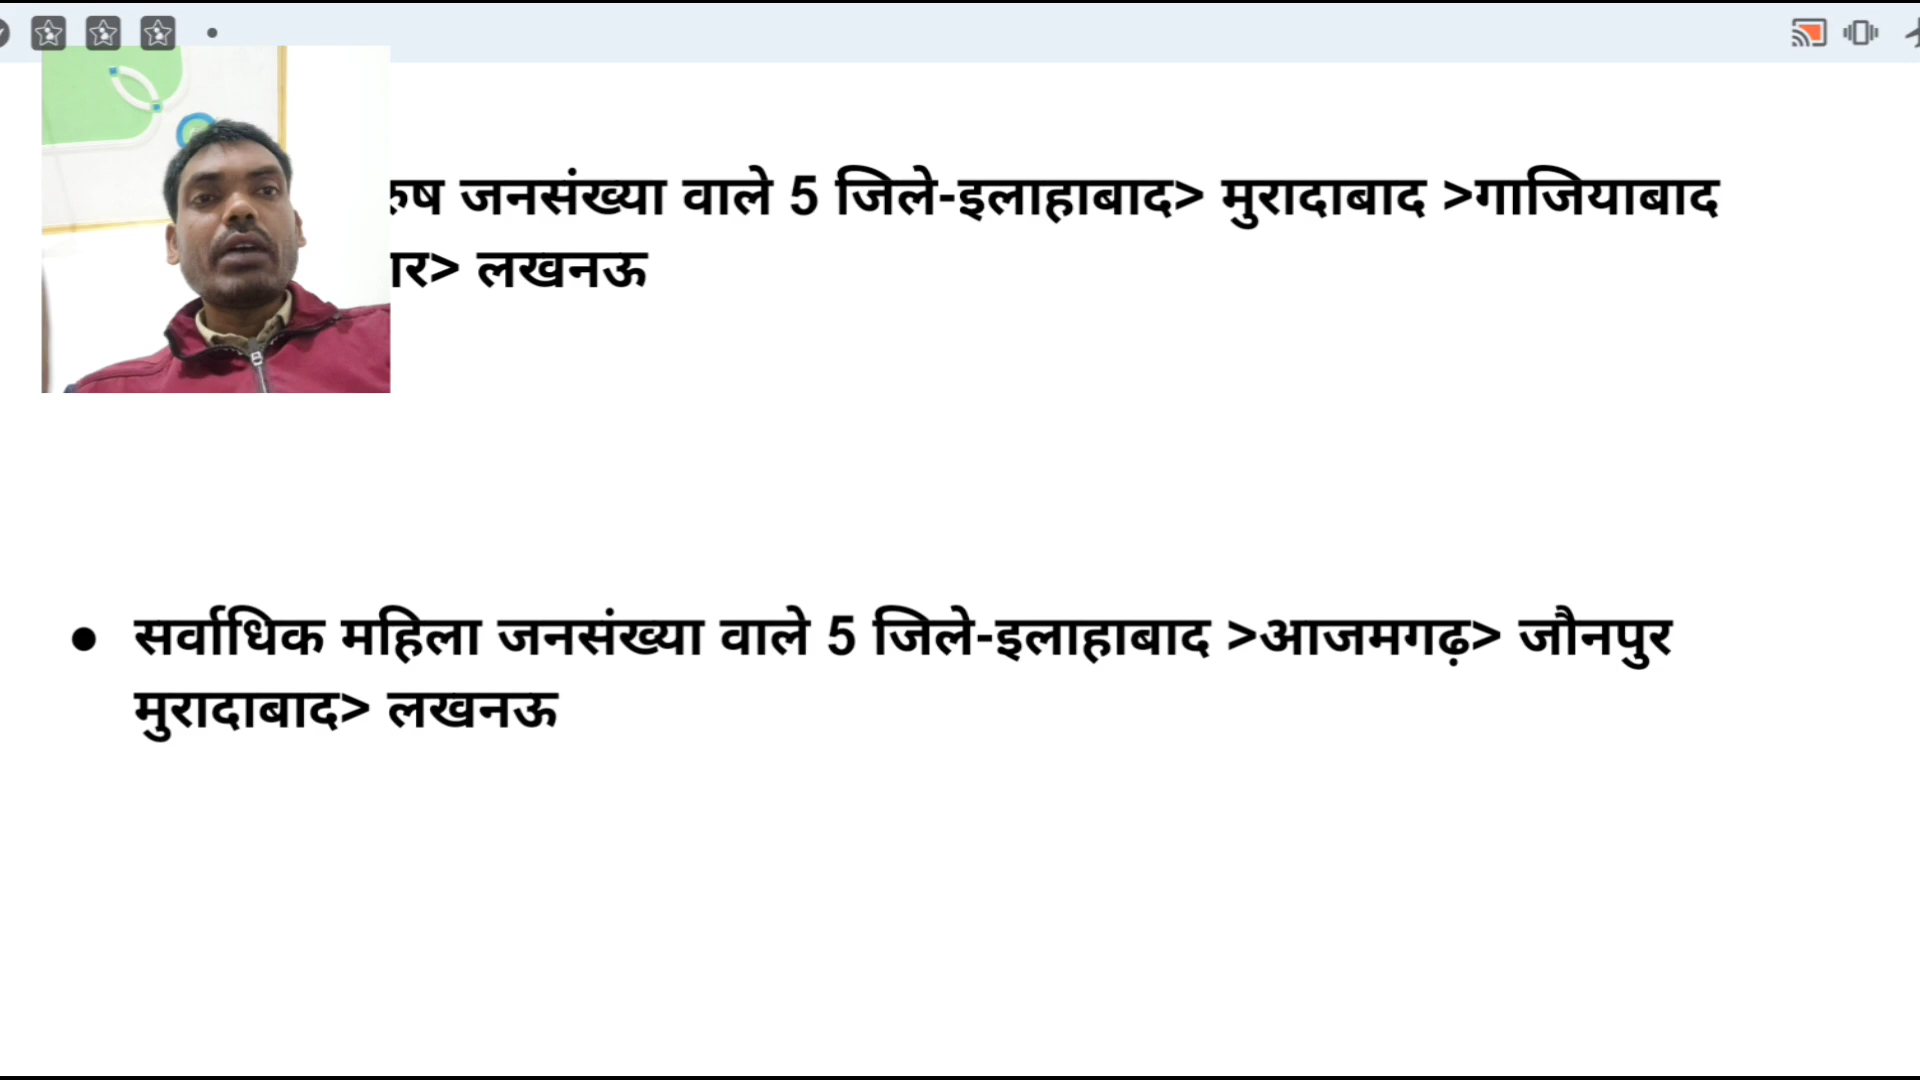 जनसंख्या वाले 5 जिले-इलाहाबाद> मुरादाबाद >गाजियाबाद
> लखनऊ
● सर्वाधिक महिला जनसंख्या वाले 5 जिले-इलाहाबाद >आजमगढ़> जौनपुर
मुरादाबाद> लखनऊ